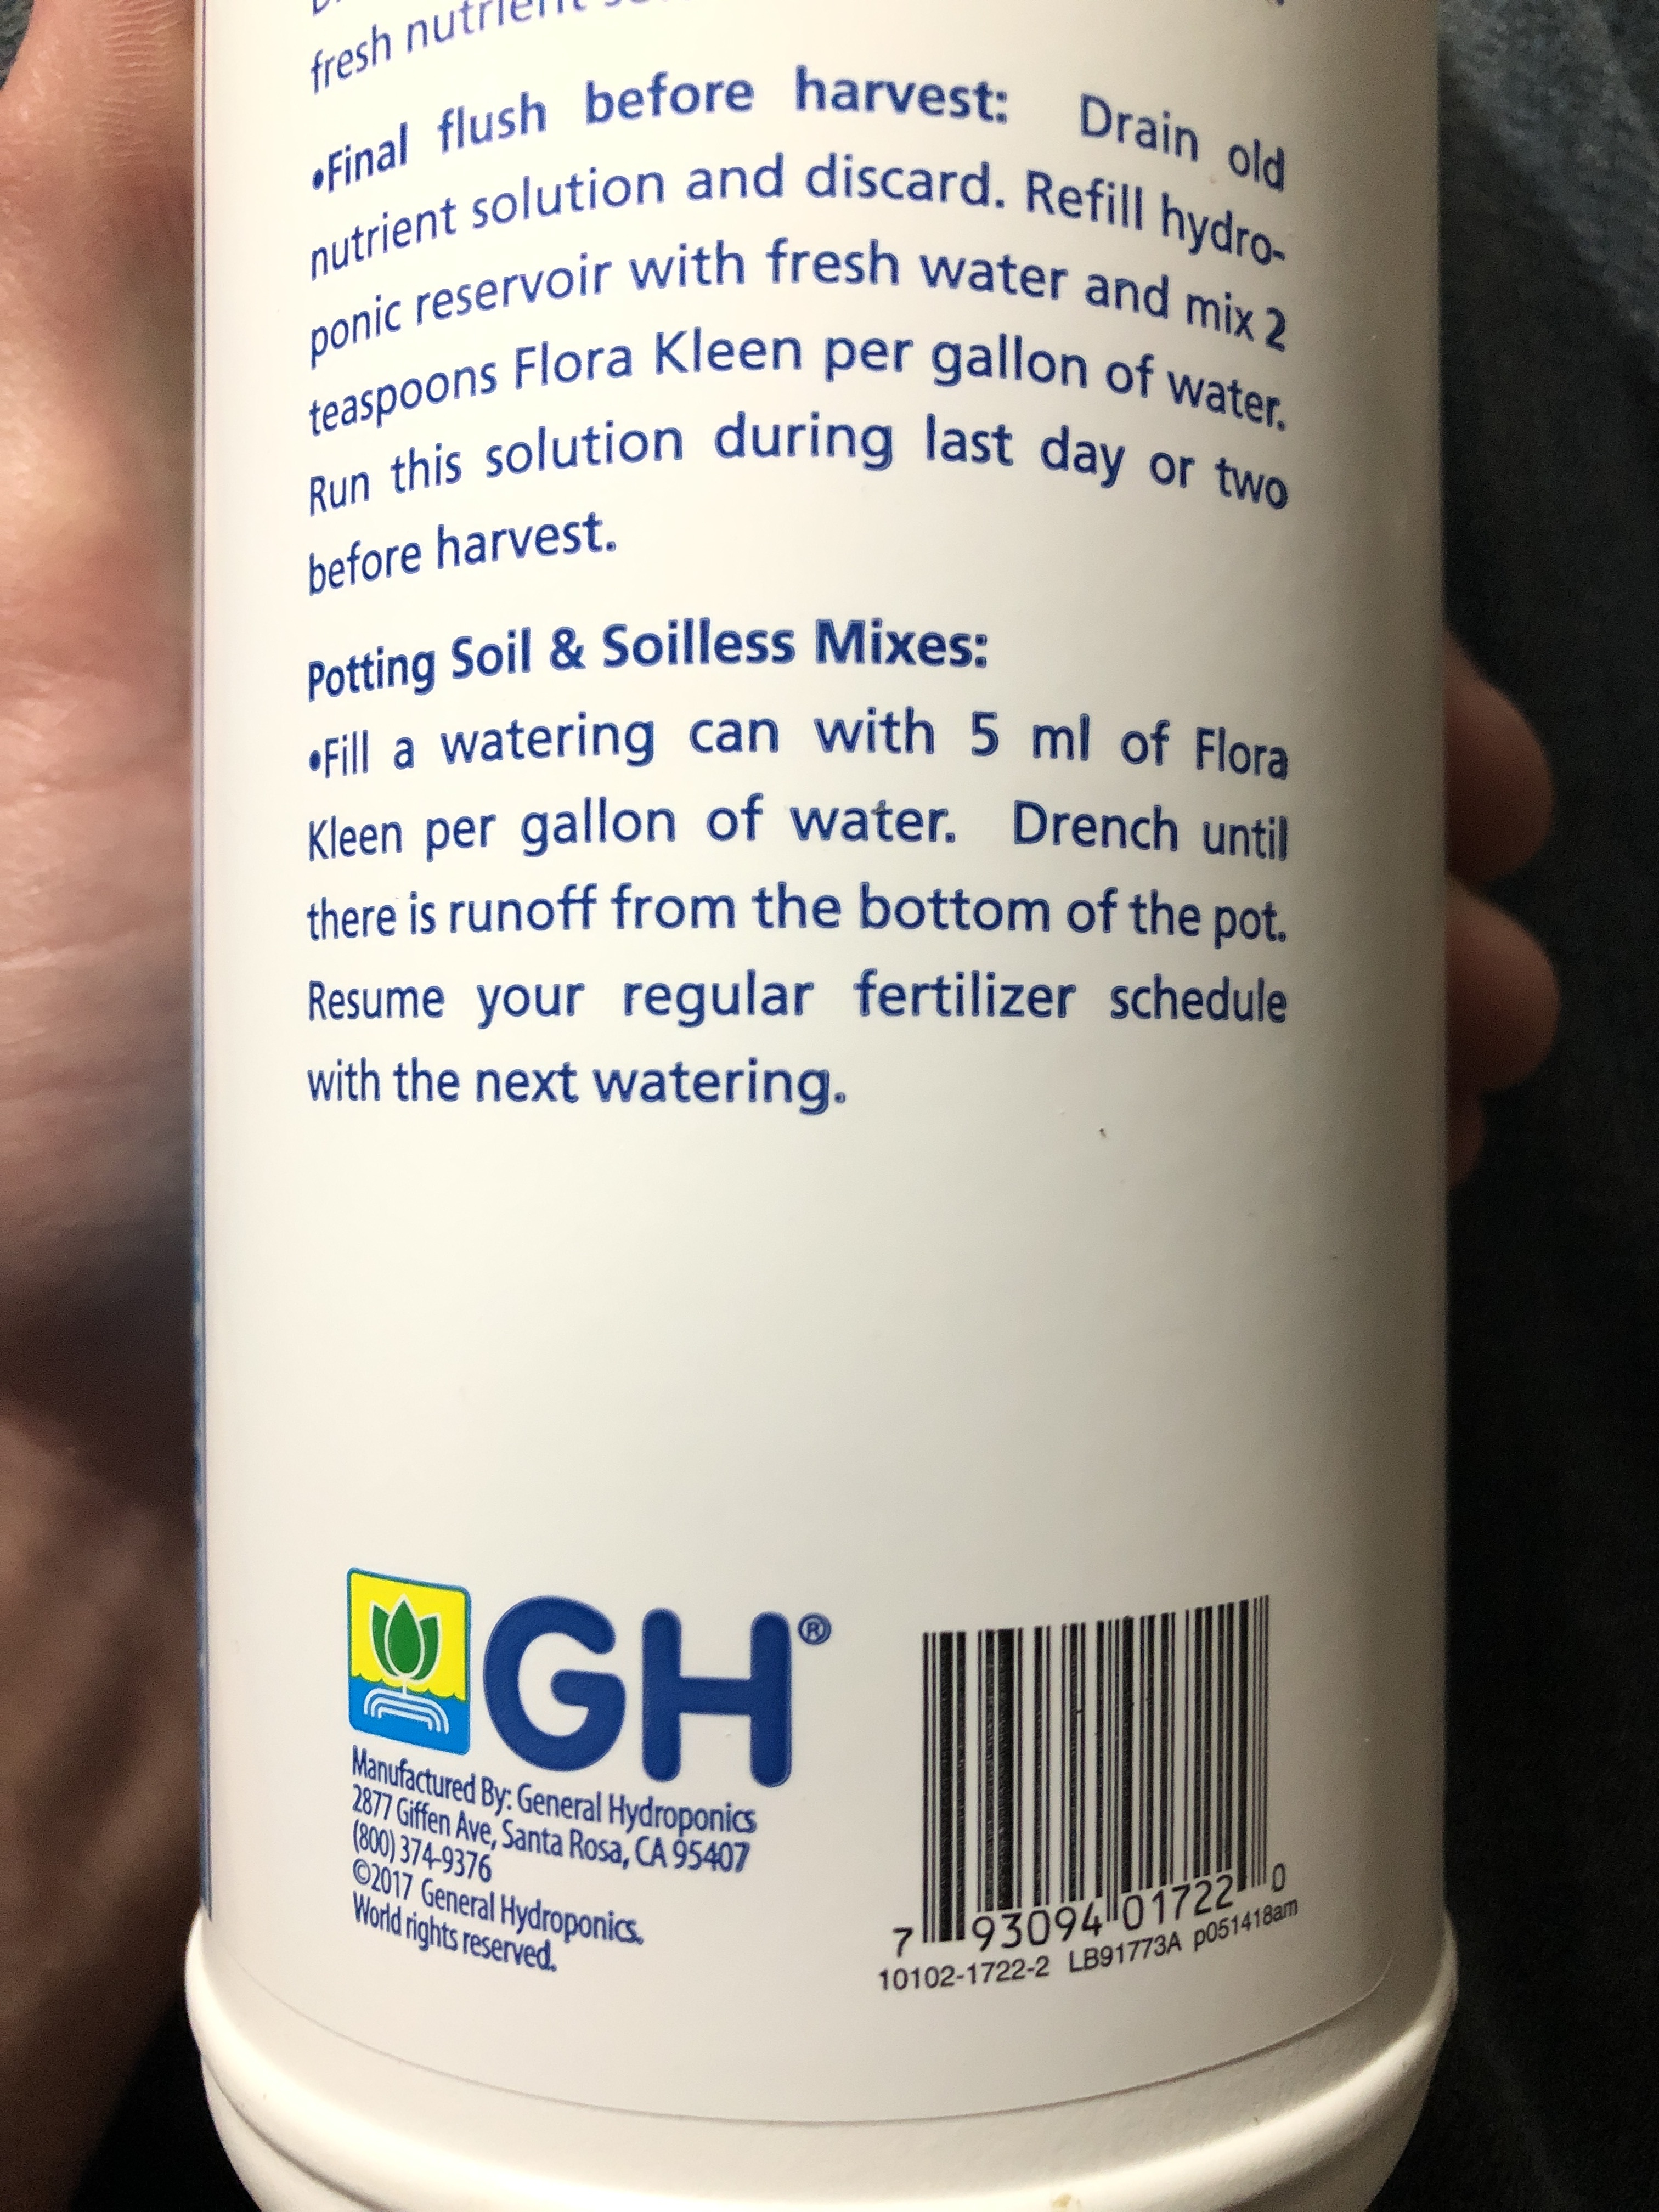 fresh nutrient
•Final flush before harvest: Drain old
nutrient solution and discard. Refill hydro-
ponic reservoir with fresh water and mix 2
teaspoons Flora Kleen per gallon of water.
Run this solution during last day or two
before harvest.
Potting Soil & Soilless Mixes:
•Fill a watering can with 5 ml of Flora
Kleen per gallon of water. Drench until
there is runoff from the bottom of the pot.
Resume your regular fertilizer schedule
with the next watering.
GH®
Manufactured By: General Hydroponics
2877 Giffen Ave, Santa Rosa, CA 95407
(800) 374-9376
©2017 General Hydroponics.
World rights reserved.
7 93094 01722 0
10102-1722-2 LB91773A p051418am